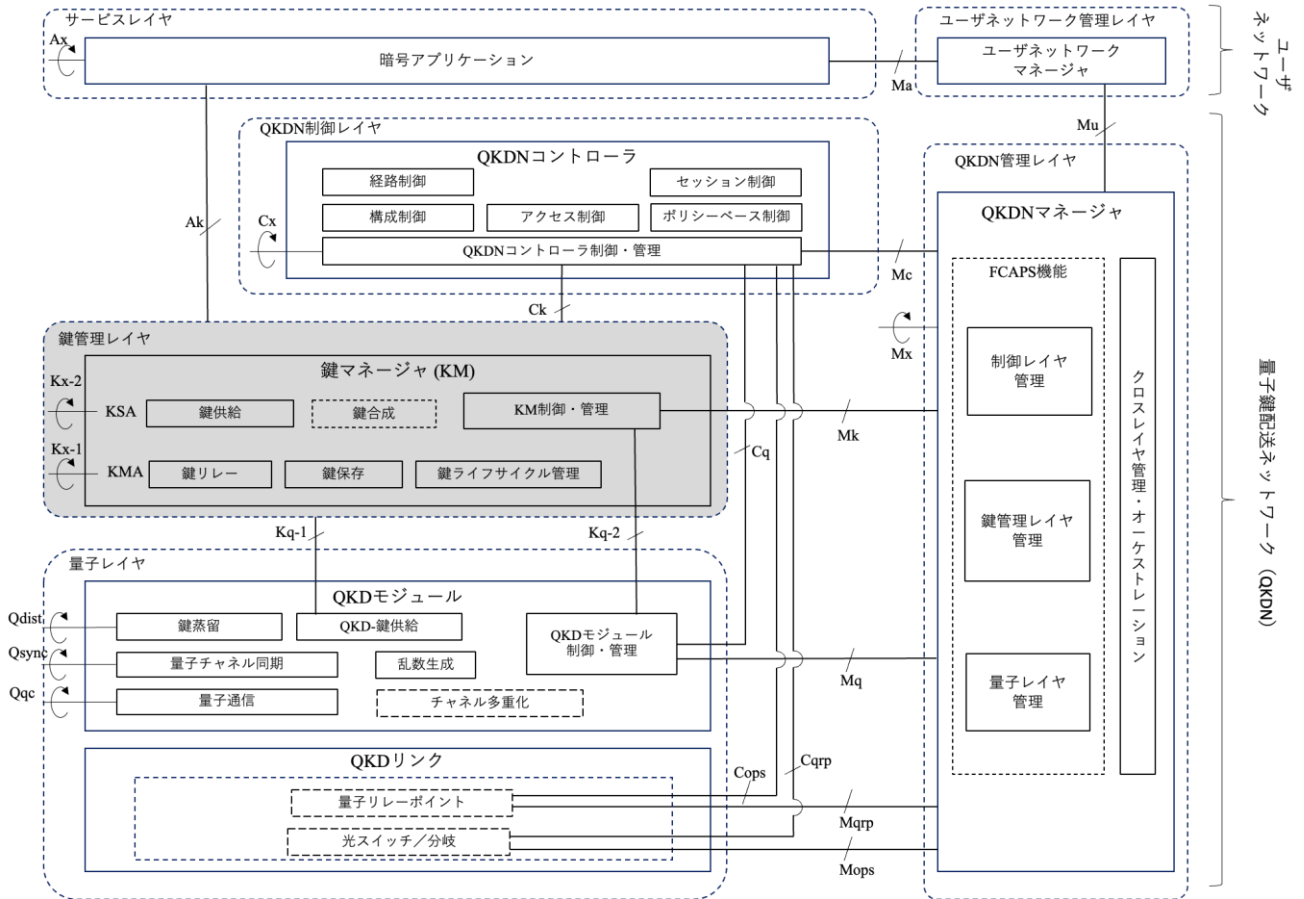 サービスレイヤ
Ax
暗号アプリケーション
Ma
ユーザネットワーク管理レイヤ
ユーザネットワーク
マネージャ
ユーザ
ネットワーク
Mu
Ak
QKDN制御レイヤ
QKDNコントローラ
経路制御
セッション制御
構成制御
アクセス制御
ポリシーベース制御
Cx
QKDNコントローラ制御・管理
Mc
Ck
QKDN管理レイヤ
QKDNマネージャ
FCAPS機能
Mx
制御レイヤ
管理
鍵管理レイヤ
管理
量子レイヤ
管理
クロスレイヤ管理・オーケストレーション
量子鍵配送ネットワーク（QKDN）
鍵管理レイヤ
鍵マネージャ (KM)
Kx-2
KSA
鍵供給
鍵合成
KM制御・管理
Mk
Kx-1
KMA
鍵リレー
鍵保存
鍵ライフサイクル管理
Cq
Kq-1
Kq-2
量子レイヤ
QKDモジュール
Qdist
鍵蒸留
QKD-鍵供給
QKDモジュール
制御・管理
Qsync
量子チャネル同期
乱数生成
Mq
Qqc
量子通信
チャネル多重化
QKDリンク
Cops
Cqrp
量子リレーポイント
Mqrp
光スイッチ／分岐
Mops